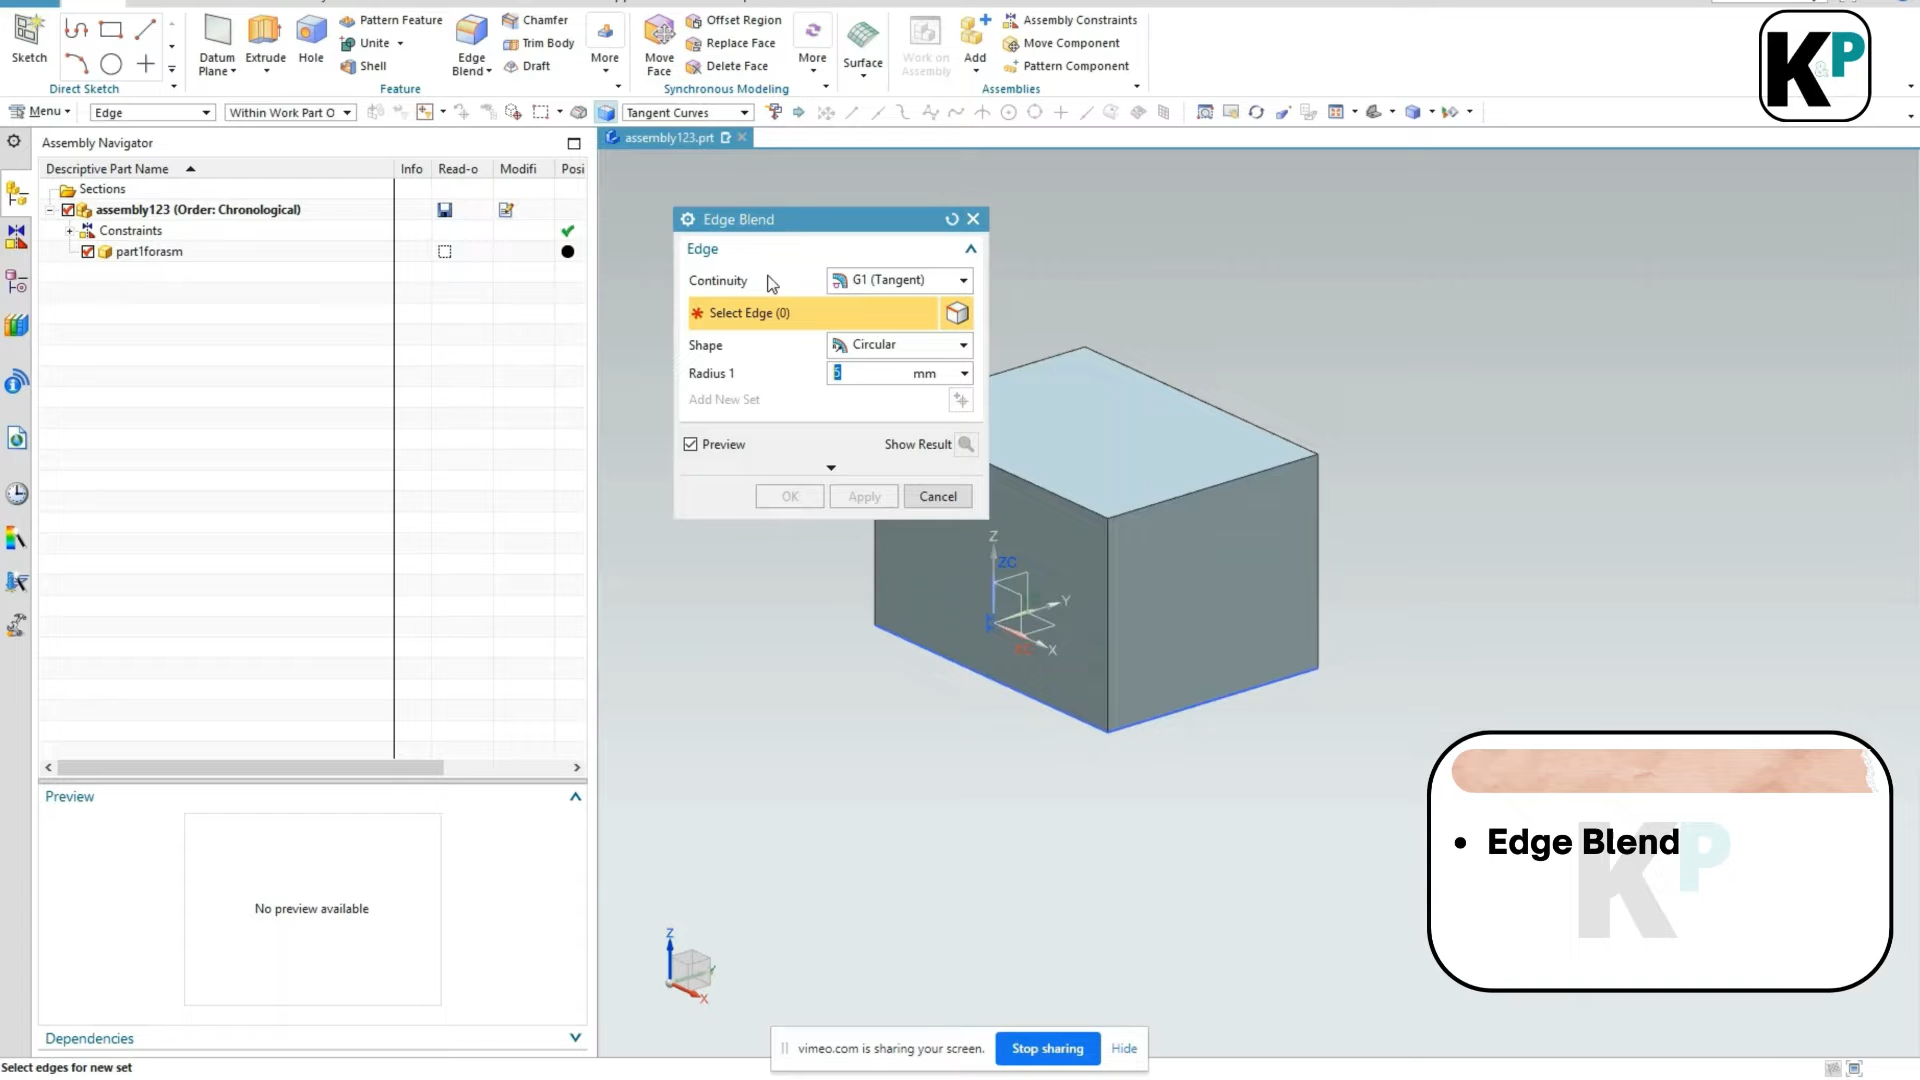 K&P
Sketch
Direct Sketch
Datum
Plane
Extrude
Hole
Pattern Feature
Unite
Shell
Edge
Blend
Chamfer
Trim Body
Draft
More
Feature
Move
Face
Offset Region
Replace Face
Delete Face
More
Synchronous Modeling
Surface
Work on
Assembly
Add
Assembly Constraints
Move Component
Pattern Component
Assemblies
Menu
Edge
Within Work Part O
Tangent Curves
Assembly Navigator
assembly123.prt
Descriptive Part Name
Info
Read-o
Modifi
Posi
Sections
assembly123 (Order: Chronological)
Constraints
part1forasm
Edge Blend
Edge
Continuity
G1 (Tangent)
* Select Edge (0)
Shape
Circular
Radius 1
5
mm
Add New Set
Preview
Show Result
OK
Apply
Cancel
Z
ZC
Y
X
Preview
No preview available
Dependencies
Z
X
• Edge Blend
KP
vimeo.com is sharing your screen.
Stop sharing
Hide
Select edges for new set